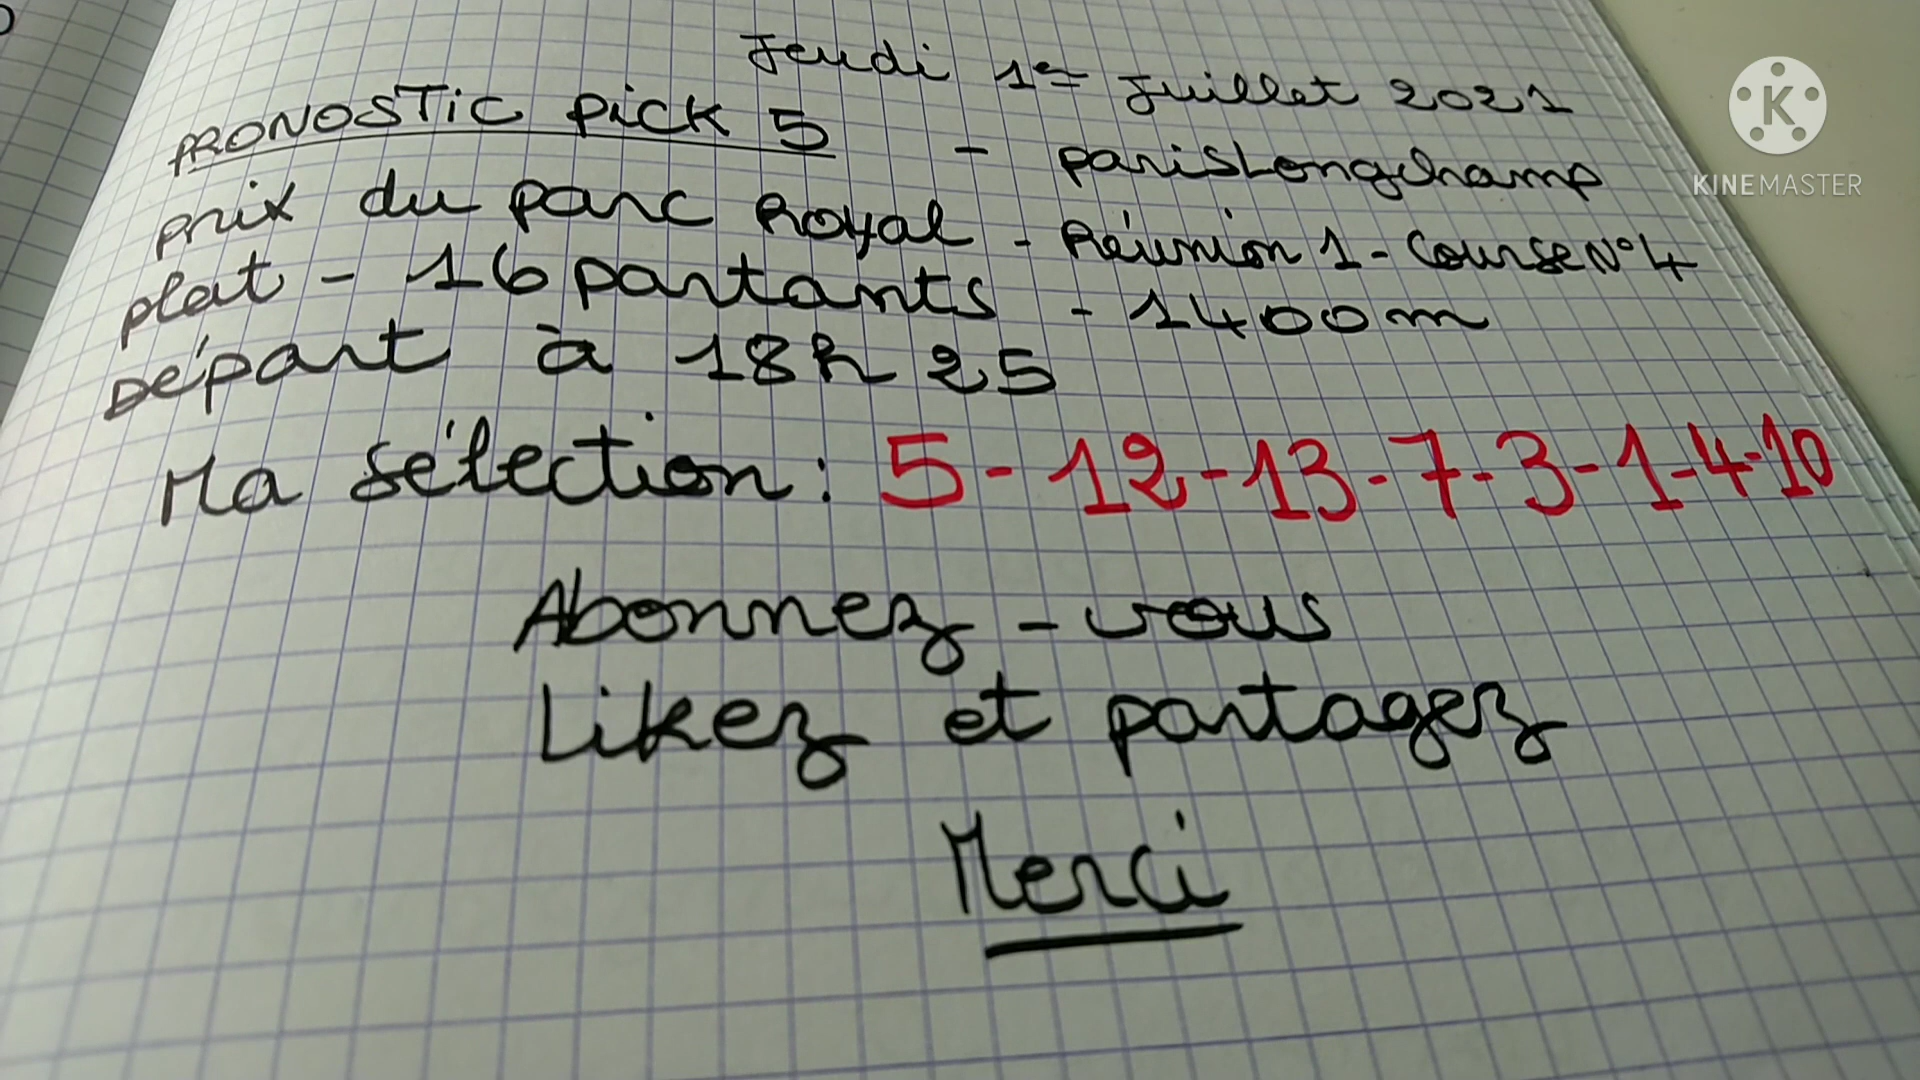 Jeudi 1er Juillet 2021
PRONOSTIC PICK 5 - ParisLongchamp
prix du parc Royal - Réunion 1 - Course N°4
plat - 16 partants - 1400m
Départ à 18h25
Ma sélection : 5-12-13-7-3-1-4-10
Abonnez-vous
Likez et partagez
Merci
K
KINEMASTER